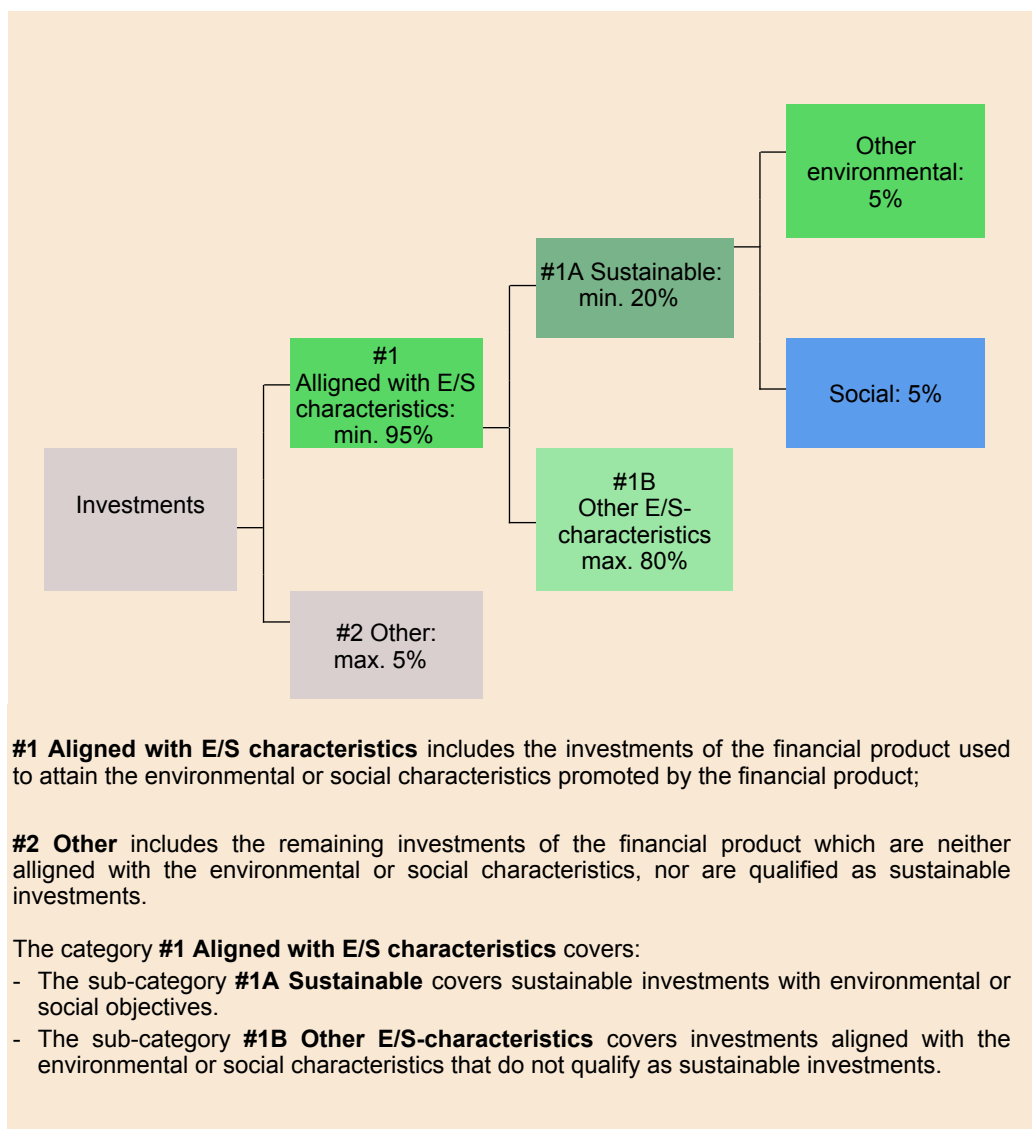 Other
environmental:
5%
#1A Sustainable:
min. 20%
#1
Alligned with E/S
characteristics:
min. 95%
Social: 5%
Investments
#1B
Other E/S-
characteristics
max. 80%
#2 Other:
max. 5%
#1 Aligned with E/S characteristics includes the investments of the financial product used
to attain the environmental or social characteristics promoted by the financial product;
#2 Other includes the remaining investments of the financial product which are neither
alligned with the environmental or social characteristics, nor are qualified as sustainable
investments.
The category #1 Aligned with E/S characteristics covers:
- The sub-category #1A Sustainable covers sustainable investments with environmental or
social objectives.
- The sub-category #1B Other E/S-characteristics covers investments aligned with the
environmental or social characteristics that do not qualify as sustainable investments.